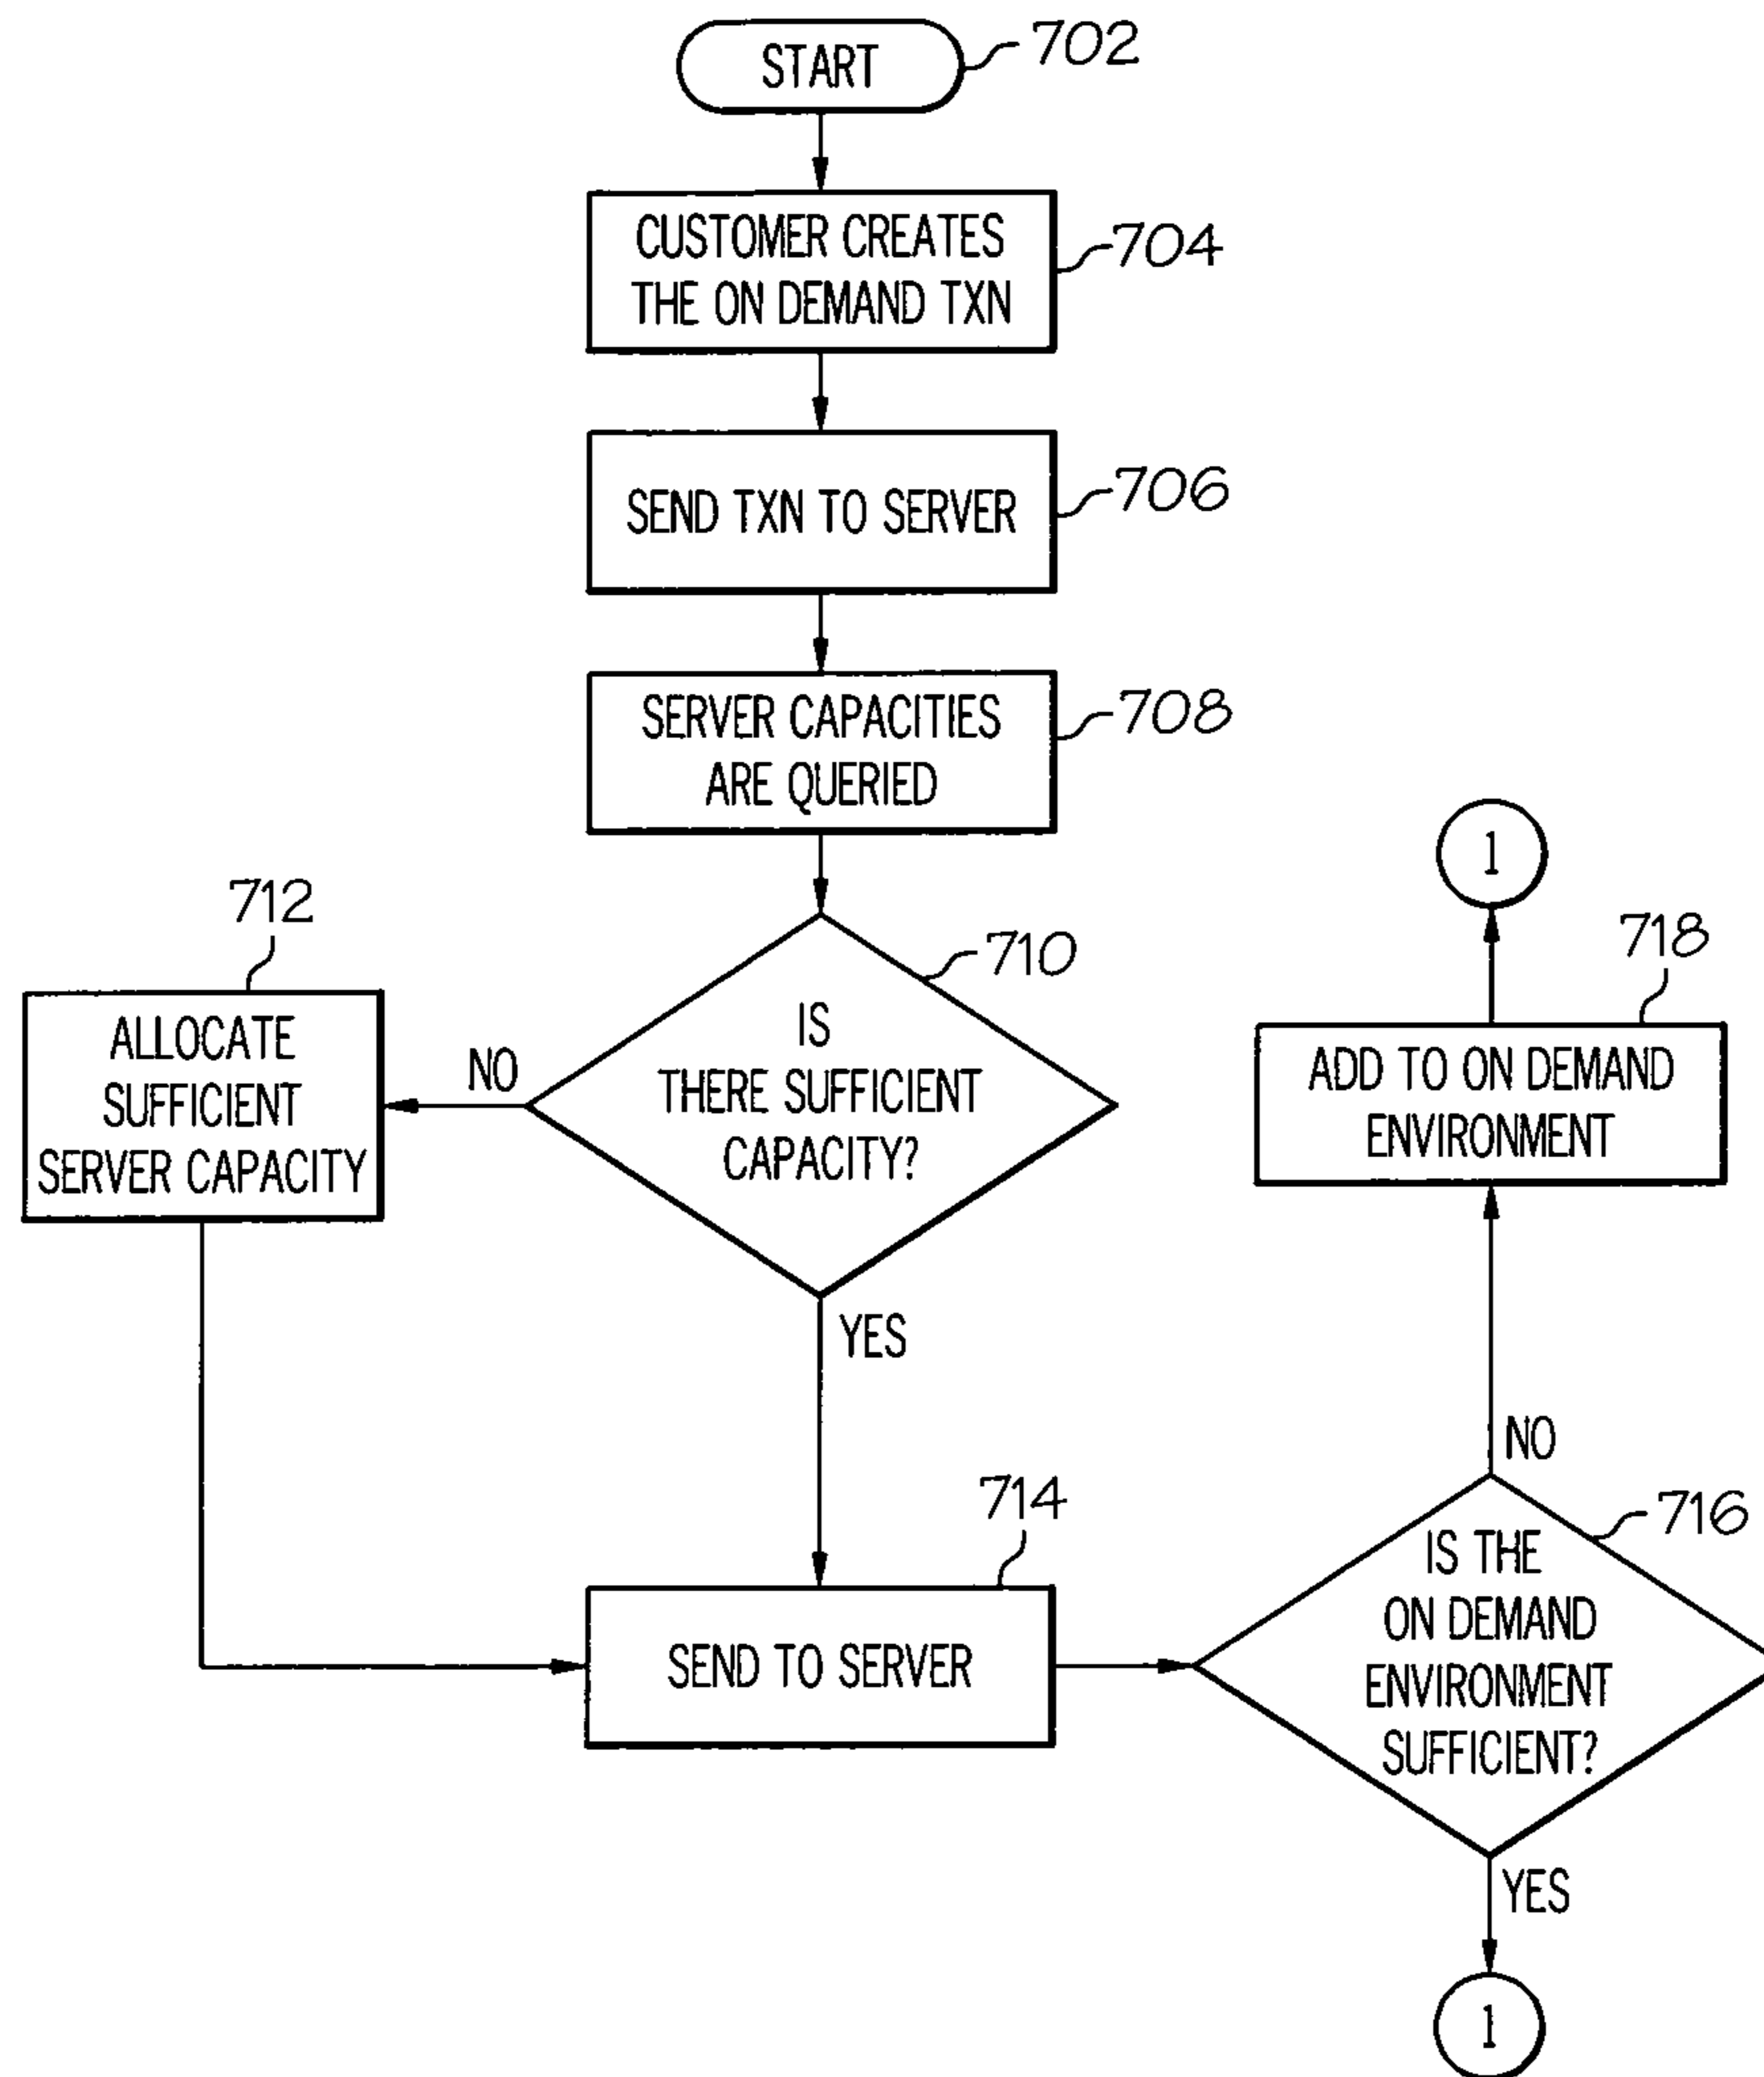 START
702
CUSTOMER CREATES
THE ON DEMAND TXN
704
SEND TXN TO SERVER
706
SERVER CAPACITIES
ARE QUERIED
708
IS
THERE SUFFICIENT
CAPACITY?
710
NO
712
ALLOCATE
SUFFICIENT
SERVER CAPACITY
YES
714
SEND TO SERVER
IS THE
ON DEMAND
ENVIRONMENT
SUFFICIENT?
716
NO
718
ADD TO ON DEMAND
ENVIRONMENT
1
YES
1